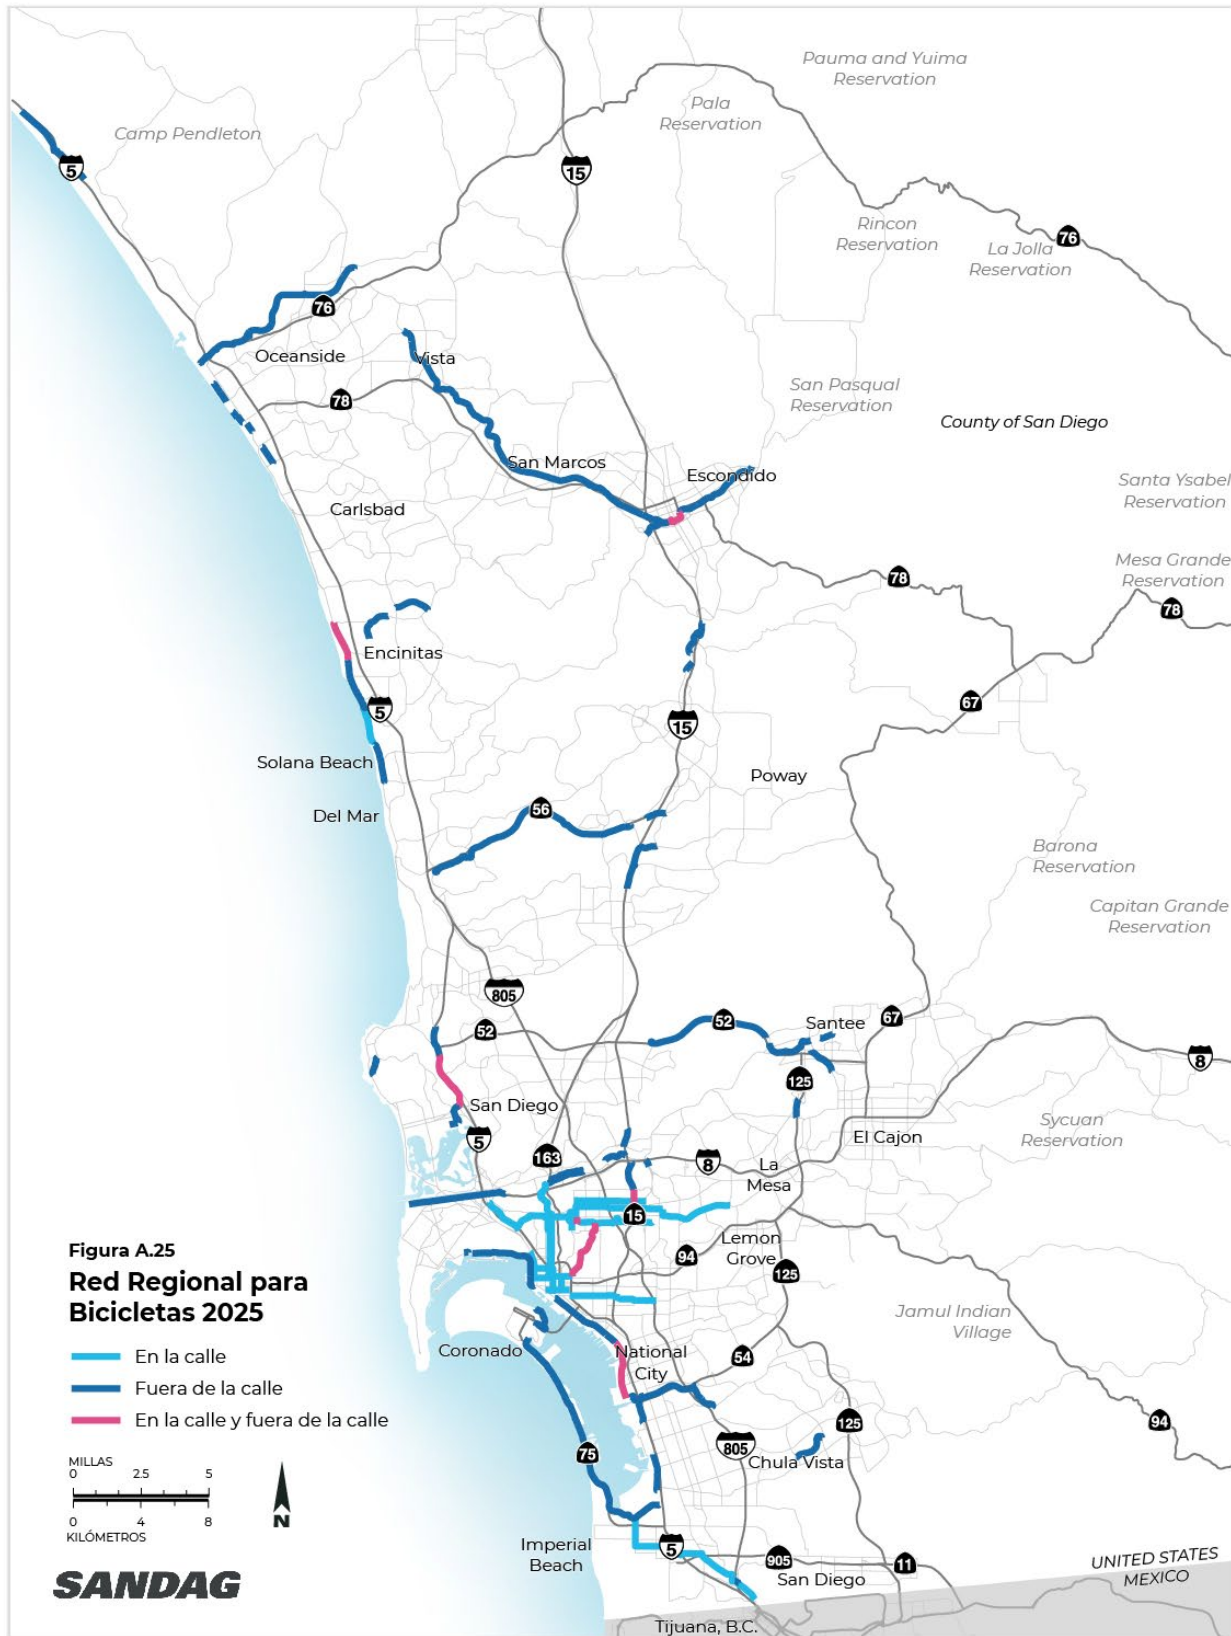 Pauma and Yuima
Reservation
Pala
Reservation
Camp Pendleton
5
15
Rincon
Reservation
76
La Jolla
Reservation
76
Oceanside
Vista
78
San Pasqual
Reservation
County of San Diego
San Marcos
Escondido
Santa Ysabel
Reservation
Carlsbad
Mesa Grande
Reservation
78
78
Encinitas
5
67
15
Solana Beach
Poway
Del Mar
56
Barona
Reservation
Capitan Grande
Reservation
805
52
52
Santee
67
8
125
San Diego
5
Sycuan
Reservation
El Cajon
163
8
La
Mesa
15
Lemon
Grove
94
125
Figura A.25
Red Regional para
Bicicletas 2025
En la calle
Fuera de la calle
En la calle y fuera de la calle
Jamul Indian
Village
Coronado
National
City
54
125
94
805
75
Chula Vista
MILLAS
0 2.5 5
0 4 8
KILÓMETROS
N
Imperial
Beach
5
905
11
San Diego
UNITED STATES
MEXICO
SANDAG
Tijuana, B.C.